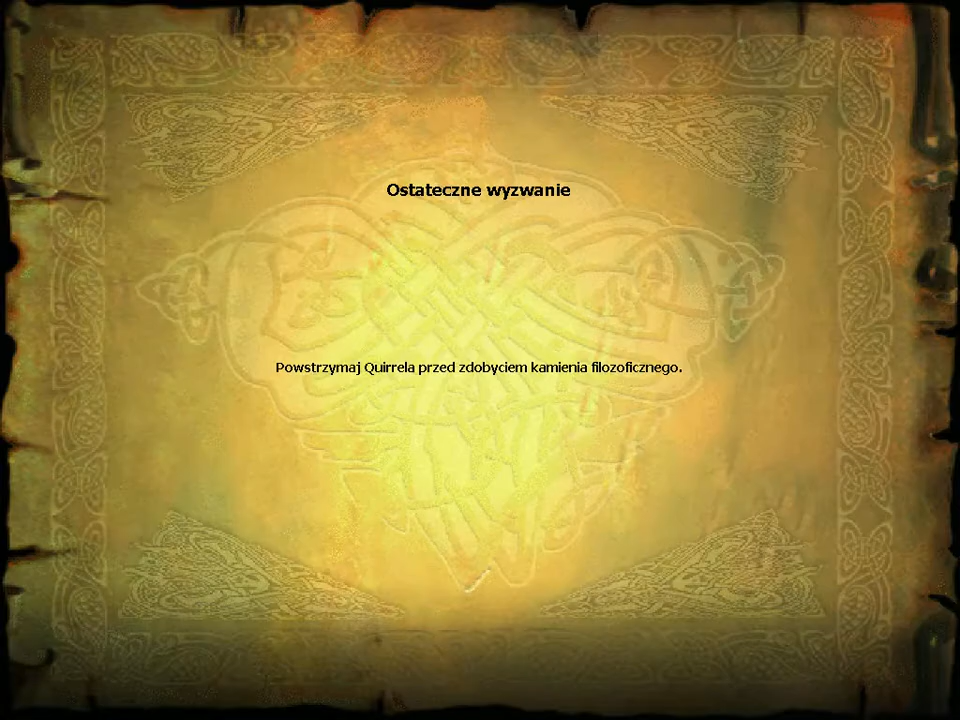 Ostateczne wyzwanie
Powstrzymaj Quirrela przed zdobyciem kamienia filozoficznego.